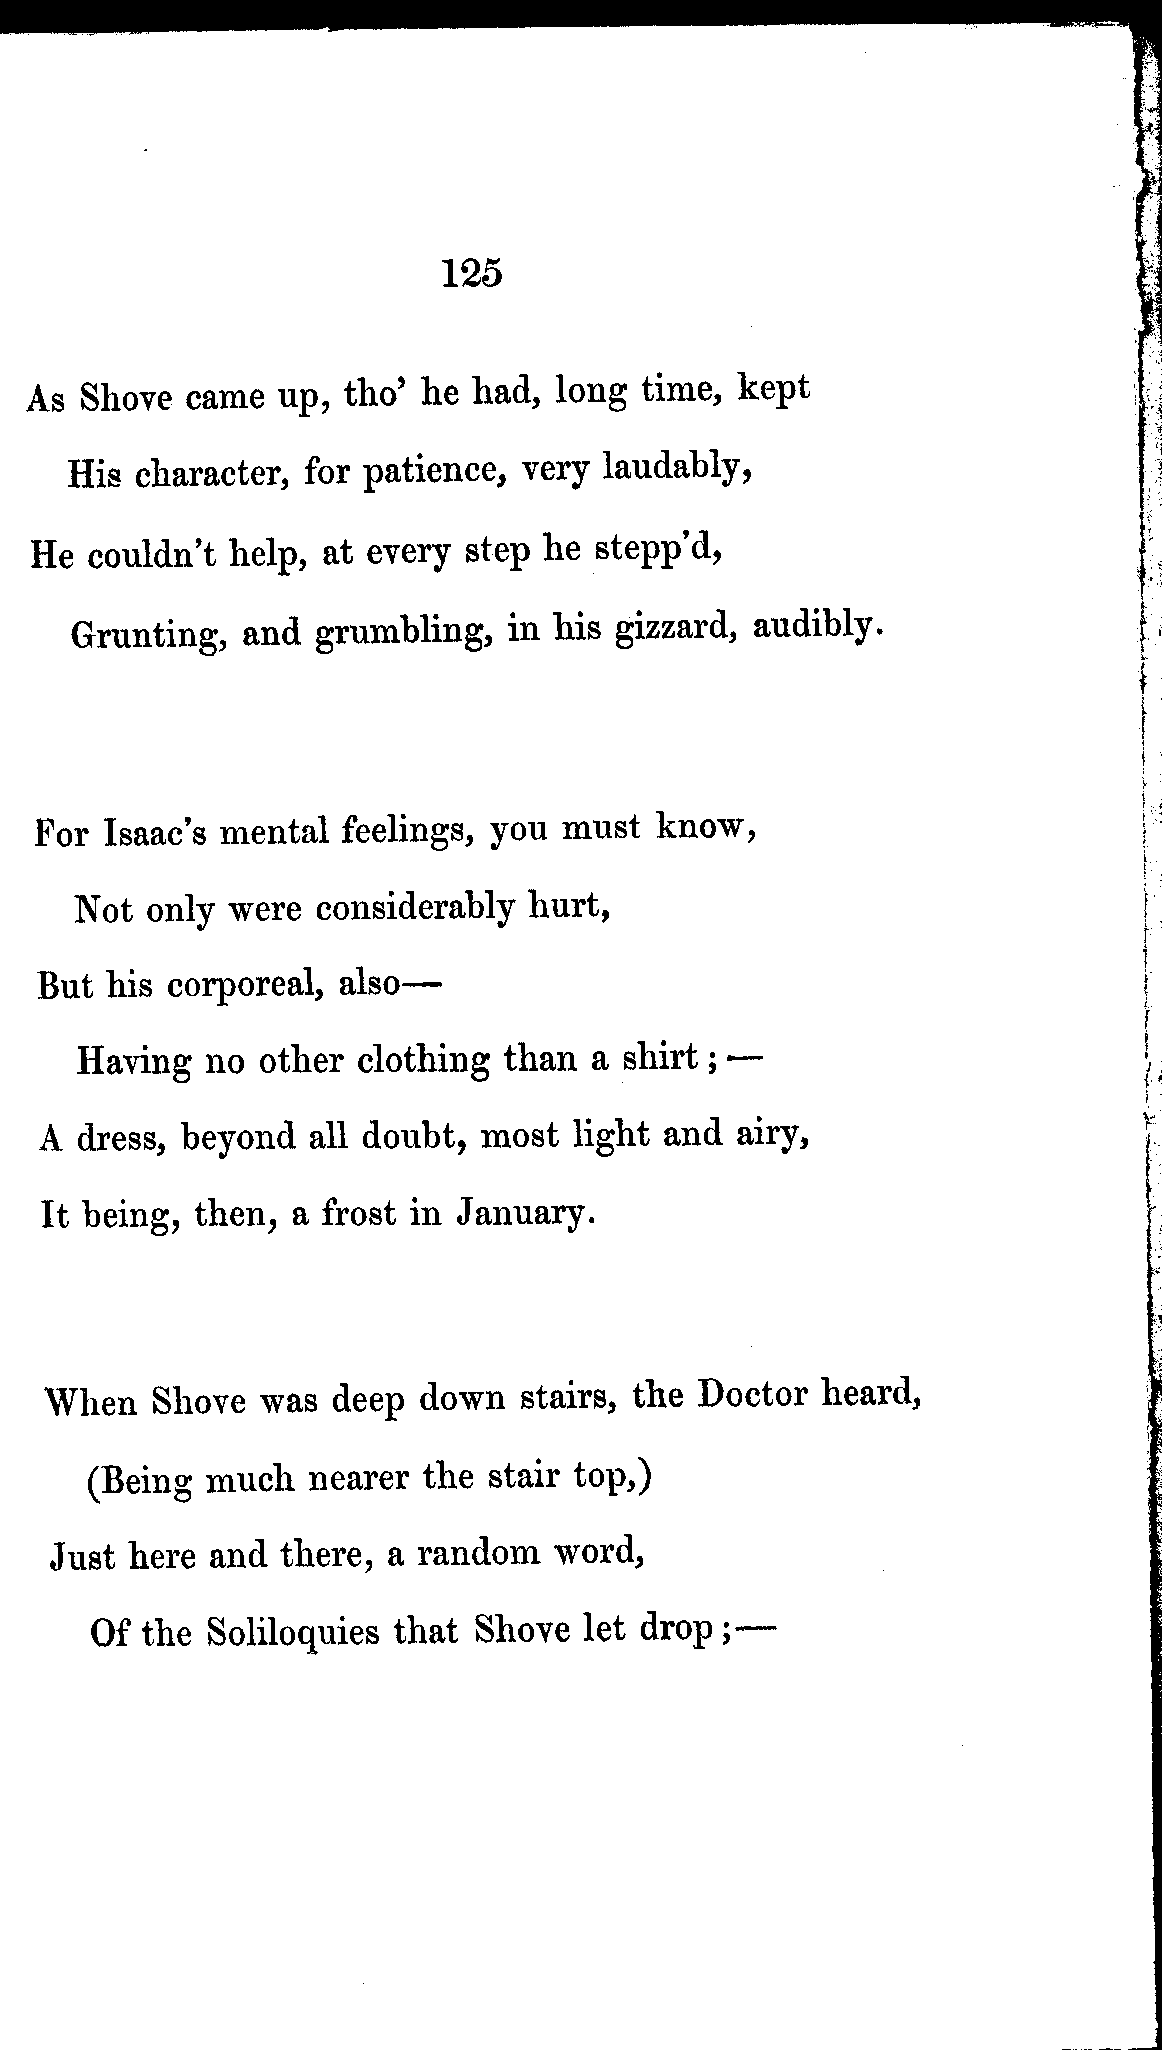 125
As Shove came up, tho' he had, long time, kept
His character, for patience, very laudably,
He couldn't help, at every step he stepp'd,
Grunting, and grumbling, in his gizzard, audibly.
For Isaac's mental feelings, you must know,
Not only were considerably hurt,
But his corporeal, also—
Having no other clothing than a shirt;—
A dress, beyond all doubt, most light and airy,
It being, then, a frost in January.
When Shove was deep down stairs, the Doctor heard,
(Being much nearer the stair top,)
Just here and there, a random word,
Of the Soliloquies that Shove let drop;—